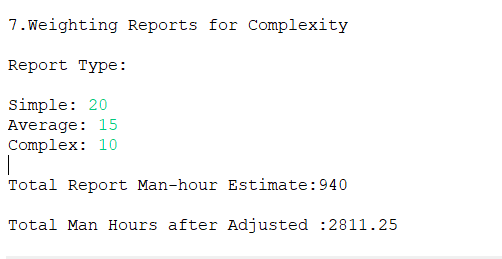 7.Weighting Reports for Complexity
Report Type:
Simple: 20
Average: 15
Complex: 10
Total Report Man-hour Estimate:940
Total Man Hours after Adjusted :2811.25